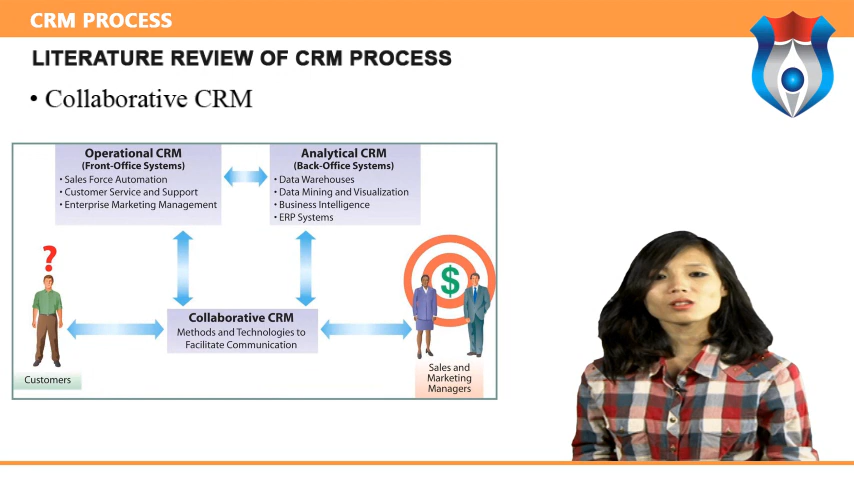 CRM PROCESS
LITERATURE REVIEW OF CRM PROCESS
• Collaborative CRM
Operational CRM
(Front-Office Systems)
• Sales Force Automation
• Customer Service and Support
• Enterprise Marketing Management
Analytical CRM
(Back-Office Systems)
• Data Warehouses
• Data Mining and Visualization
• Business Intelligence
• ERP Systems
?
$
Collaborative CRM
Methods and Technologies to
Facilitate Communication
Customers
Sales and
Marketing
Managers